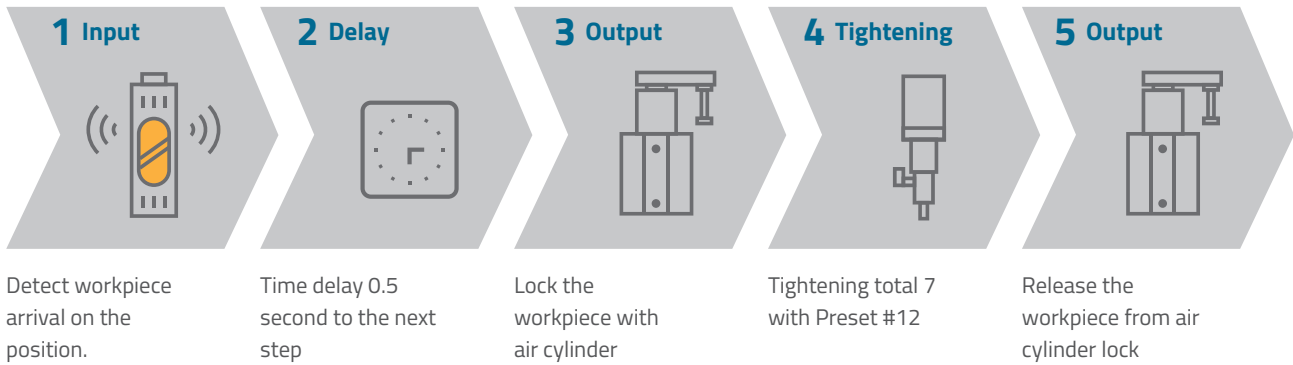 1 Input
2 Delay
3 Output
4 Tightening
5 Output
Detect workpiece
arrival on the
position.
Time delay 0.5
second to the next
step
Lock the
workpiece with
air cylinder
Tightening total 7
with Preset #12
Release the
workpiece from air
cylinder lock